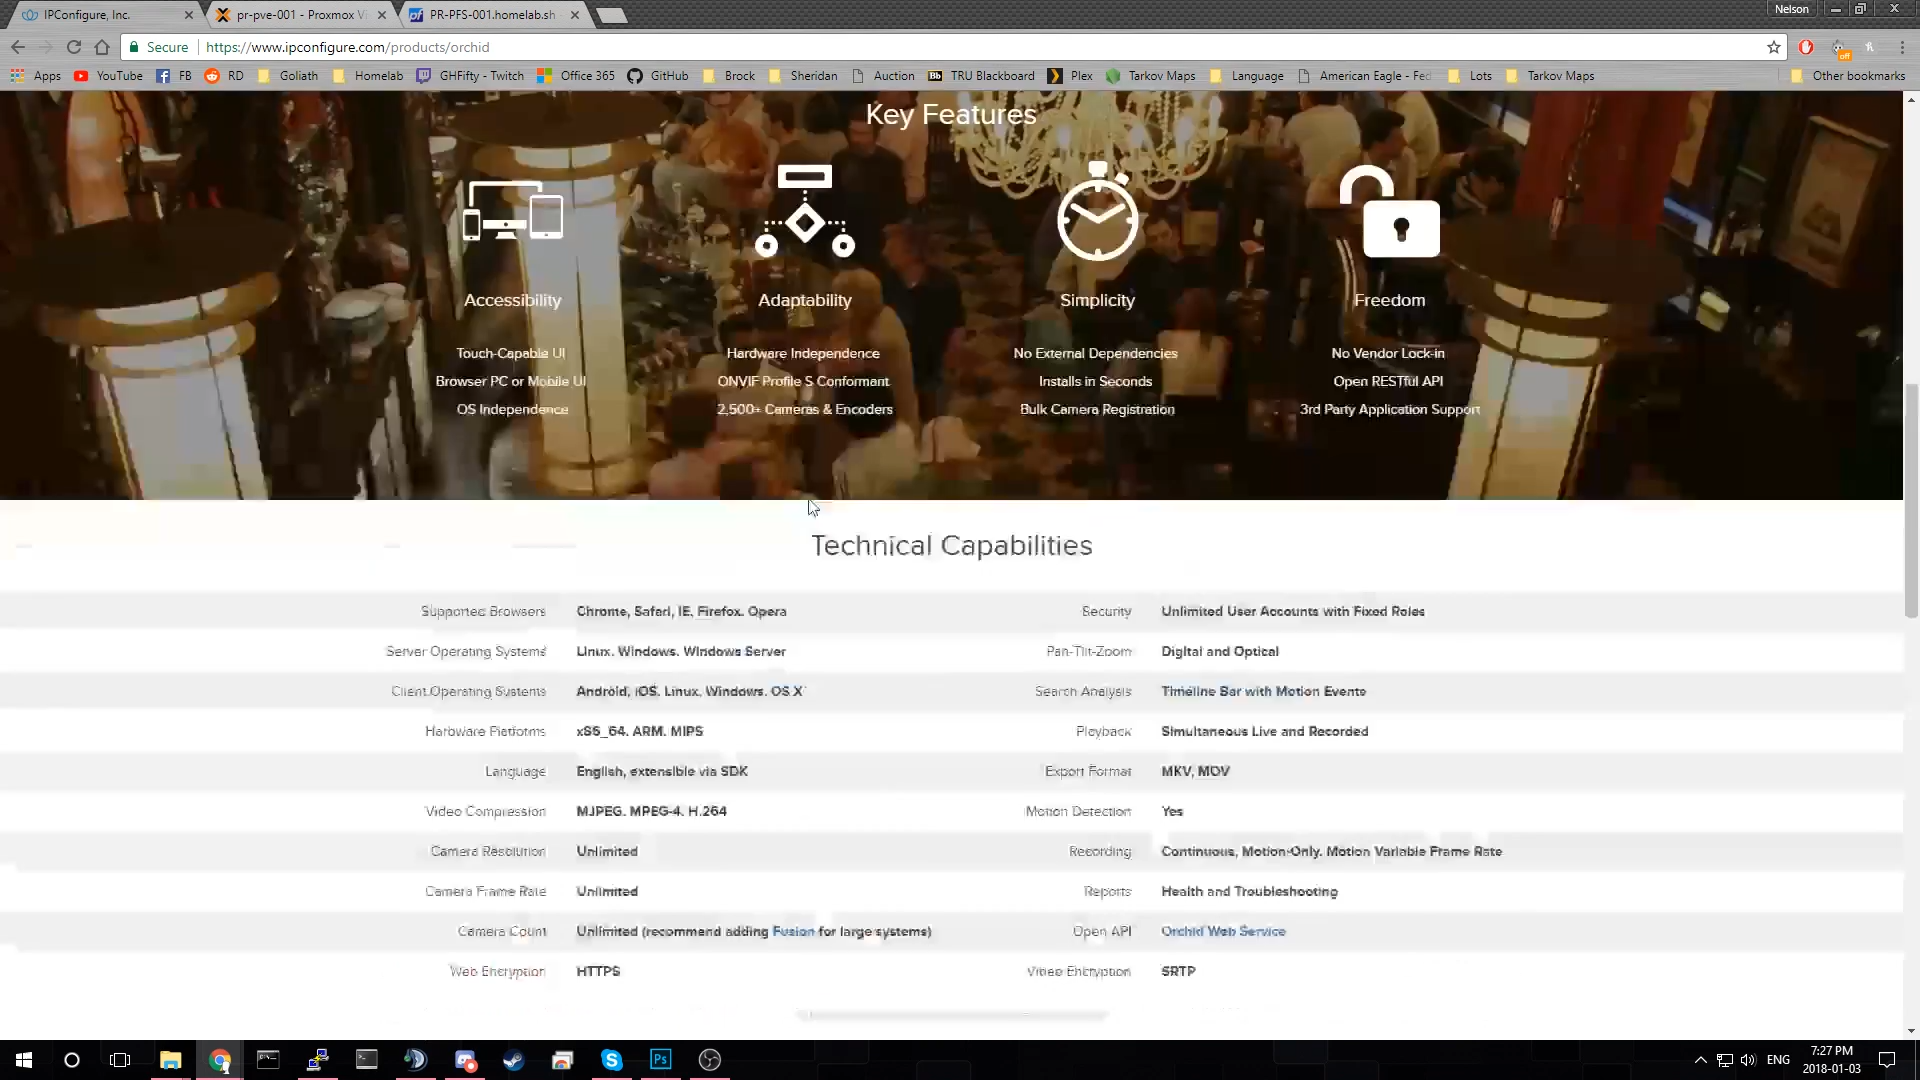 IPConfigure, Inc.
pr-pve-001 - Proxmox Vi
PR-PFS-001.homelab.sh
Nelson
Secure
https://www.ipconfigure.com/products/orchid
Apps
YouTube
FB
RD
Goliath
Homelab
GHFifty - Twitch
Office 365
GitHub
Brock
Sheridan
Auction
Bb
TRU Blackboard
Plex
Tarkov Maps
Language
American Eagle - Fed
Lots
Tarkov Maps
Other bookmarks
Key Features
Accessibility
Touch-Capable UI
Browser PC or Mobile UI
OS Independence
Adaptability
Hardware Independence
ONVIF Profile S Conformant
2,500+ Cameras & Encoders
Simplicity
No External Dependencies
Installs in Seconds
Bulk Camera Registration
Freedom
No Vendor Lock-in
Open RESTful API
3rd Party Application Support
Technical Capabilities
Supported Browsers
Chrome, Safari, IE, Firefox, Opera
Server Operating Systems
Linux, Windows, Windows Server
Client Operating Systems
Android, iOS, Linux, Windows, OS X
Hardware Platforms
x86_64, ARM, MIPS
Language
English, extensible via SDK
Video Compression
MJPEG, MPEG-4, H.264
Camera Resolution
Unlimited
Camera Frame Rate
Unlimited
Camera Count
Unlimited (recommend adding Fusion for large systems)
Web Encryption
HTTPS
Security
Unlimited User Accounts with Fixed Roles
Pan-Tilt-Zoom
Digital and Optical
Search Analysis
Timeline Bar with Motion Events
Playback
Simultaneous Live and Recorded
Export Format
MKV, MOV
Motion Detection
Yes
Recording
Continuous, Motion-Only, Motion Variable Frame Rate
Reports
Health and Troubleshooting
Open API
Orchid Web Service
Video Encryption
SRTP
Ps
ENG
7:27 PM
2018-01-03